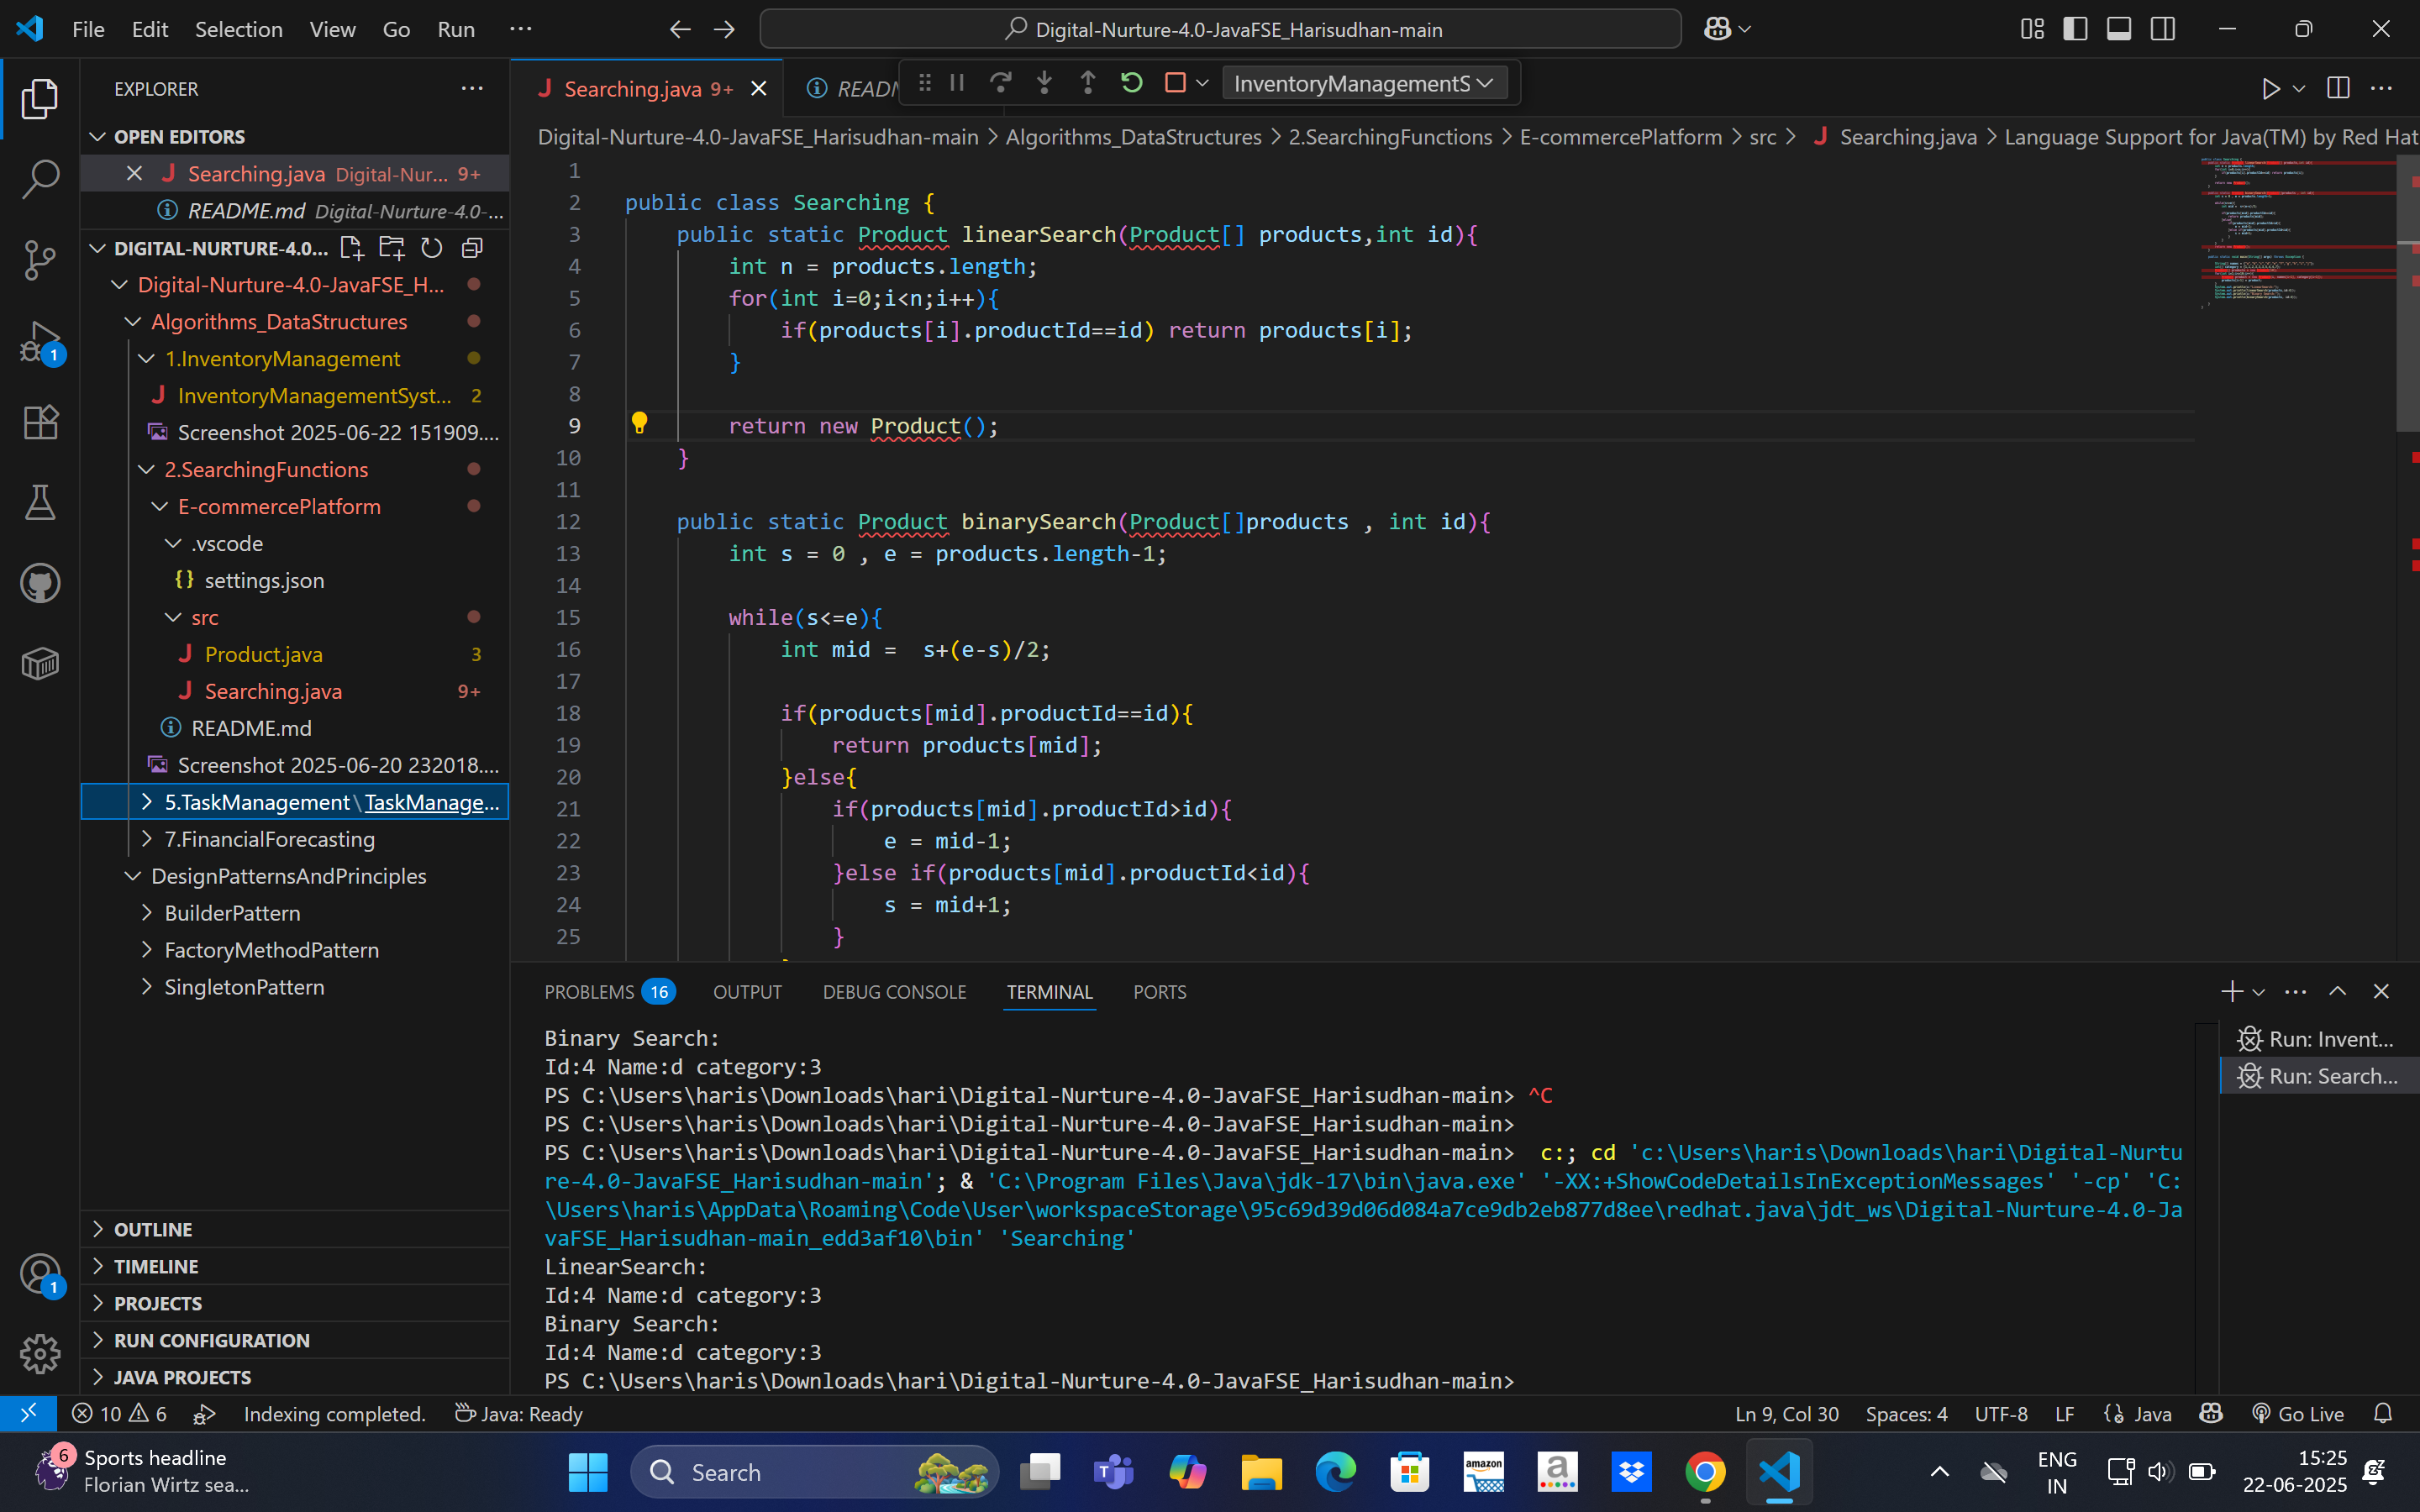 File Edit Selection View Go Run ···
Digital-Nurture-4.0-JavaFSE_Harisudhan-main
EXPLORER
OPEN EDITORS
Searching.java Digital-Nur... 9+
README.md Digital-Nurture-4.0-...
DIGITAL-NURTURE-4.0...
Digital-Nurture-4.0-JavaFSE_H...
Algorithms_DataStructures
1.InventoryManagement
InventoryManagementSyst... 2
Screenshot 2025-06-22 151909....
2.SearchingFunctions
E-commercePlatform
.vscode
{} settings.json
src
Product.java 3
Searching.java 9+
README.md
Screenshot 2025-06-20 232018....
5.TaskManagement\TaskManage...
7.FinancialForecasting
DesignPatternsAndPrinciples
BuilderPattern
FactoryMethodPattern
SingletonPattern
OUTLINE
TIMELINE
PROJECTS
RUN CONFIGURATION
JAVA PROJECTS
1
1
Searching.java 9+
InventoryManagementS
Digital-Nurture-4.0-JavaFSE_Harisudhan-main > Algorithms_DataStructures > 2.SearchingFunctions > E-commercePlatform > src > Searching.java > Language Support for Java(TM) by Red Hat
1
2 public class Searching {
3 public static Product linearSearch(Product[] products,int id){
4 int n = products.length;
5 for(int i=0;i<n;i++){
6 if(products[i].productId==id) return products[i];
7 }
8
9 return new Product();
10 }
11
12 public static Product binarySearch(Product[]products , int id){
13 int s = 0 , e = products.length-1;
14
15 while(s<=e){
16 int mid =  s+(e-s)/2;
17
18 if(products[mid].productId==id){
19 return products[mid];
20 }else{
21 if(products[mid].productId>id){
22 e = mid-1;
23 }else if(products[mid].productId<id){
24 s = mid+1;
25 }
PROBLEMS 16 OUTPUT DEBUG CONSOLE TERMINAL PORTS
Binary Search:
Id:4 Name:d category:3
PS C:\Users\haris\Downloads\hari\Digital-Nurture-4.0-JavaFSE_Harisudhan-main> ^C
PS C:\Users\haris\Downloads\hari\Digital-Nurture-4.0-JavaFSE_Harisudhan-main>
PS C:\Users\haris\Downloads\hari\Digital-Nurture-4.0-JavaFSE_Harisudhan-main>  c:; cd 'c:\Users\haris\Downloads\hari\Digital-Nurtu
re-4.0-JavaFSE_Harisudhan-main'; & 'C:\Program Files\Java\jdk-17\bin\java.exe' '-XX:+ShowCodeDetailsInExceptionMessages' '-cp' 'C:
\Users\haris\AppData\Roaming\Code\User\workspaceStorage\95c69d39d06d084a7ce9db2eb877d8ee\redhat.java\jdt_ws\Digital-Nurture-4.0-Ja
vaFSE_Harisudhan-main_edd3af10\bin' 'Searching'
LinearSearch:
Id:4 Name:d category:3
Binary Search:
Id:4 Name:d category:3
PS C:\Users\haris\Downloads\hari\Digital-Nurture-4.0-JavaFSE_Harisudhan-main>
Run: Invent...
Run: Search...
10 6 Indexing completed. Java: Ready
Ln 9, Col 30 Spaces: 4 UTF-8 LF Java Go Live
6
Sports headline
Florian Wirtz sea...
Search
amazon
ENG
IN
15:25
22-06-2025